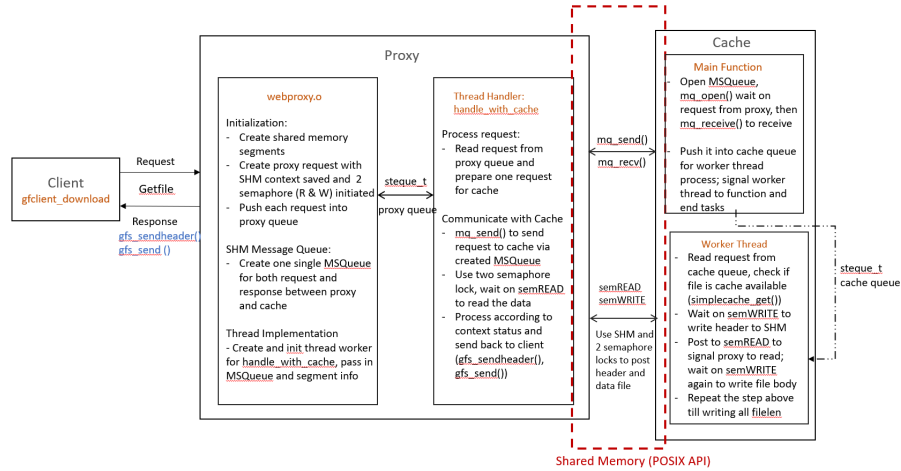 Proxy
Cache
webproxy.o
Initialization:
- Create shared memory
segments
- Create proxy request with
SHM context saved and 2
semaphore (R & W) initiated
- Push each request into
proxy queue
SHM Message Queue:
- Create one single MSQueue
for both request and
response between proxy
and cache
Thread Implementation
- Create and init thread worker
for handle_with_cache, pass in
MSQueue and segment info
Thread Handler:
handle_with_cache
Process request:
- Read request from
proxy queue and
prepare one request
for cache
Communicate with Cache
- mq_send() to send
request to cache via
created MSQueue
- Use two semaphore
lock, wait on semREAD
to read the data
- Process according to
context status and
send back to client
(gfs_sendheader(),
gfs_send())
Main Function
- Open MSQueue,
mq_open() wait on
request from proxy, then
mq_receive() to receive
- Push it into cache queue
for worker thread
process; signal worker
thread to function and
end tasks
Worker Thread
- Read request from
cache queue, check if
file is cache available
(simplecache_get())
- Wait on semWRITE to
write header to SHM
- Post to semREAD to
signal proxy to read;
wait on semWRITE
again to write file body
- Repeat the step above
till writing all filelen
Client
gfclient_download
Request
Getfile
Response
gfs_sendheader()
gfs_send ()
steque_t
proxy queue
mq_send()
mq_recv()
semREAD
semWRITE
Use SHM and
2 semaphore
locks to post
header and
data file
steque_t
cache queue
Shared Memory (POSIX API)